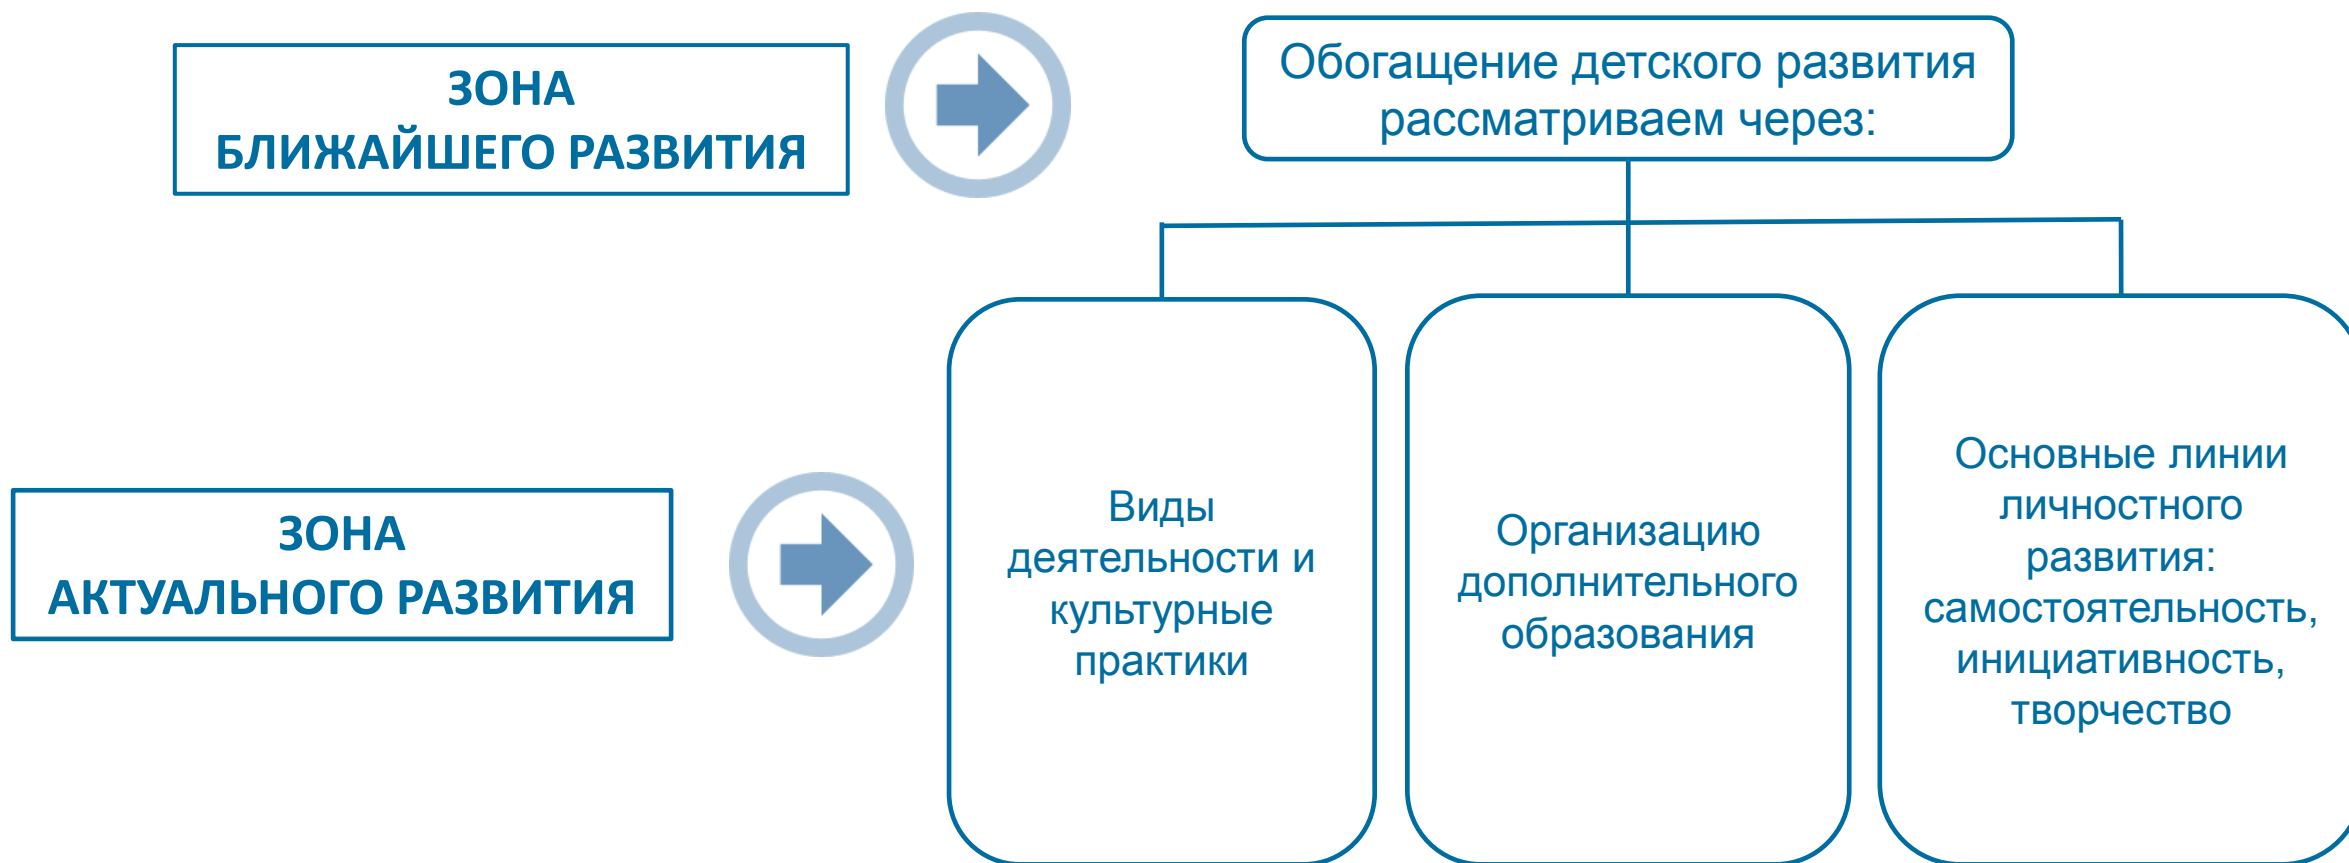 ЗОНА
БЛИЖАЙШЕГО РАЗВИТИЯ
Обогащение детского развития
рассматриваем через:
ЗОНА
АКТУАЛЬНОГО РАЗВИТИЯ
Виды
деятельности и
культурные
практики
Организацию
дополнительного
образования
Основные линии
личностного
развития:
самостоятельность,
инициативность,
творчество